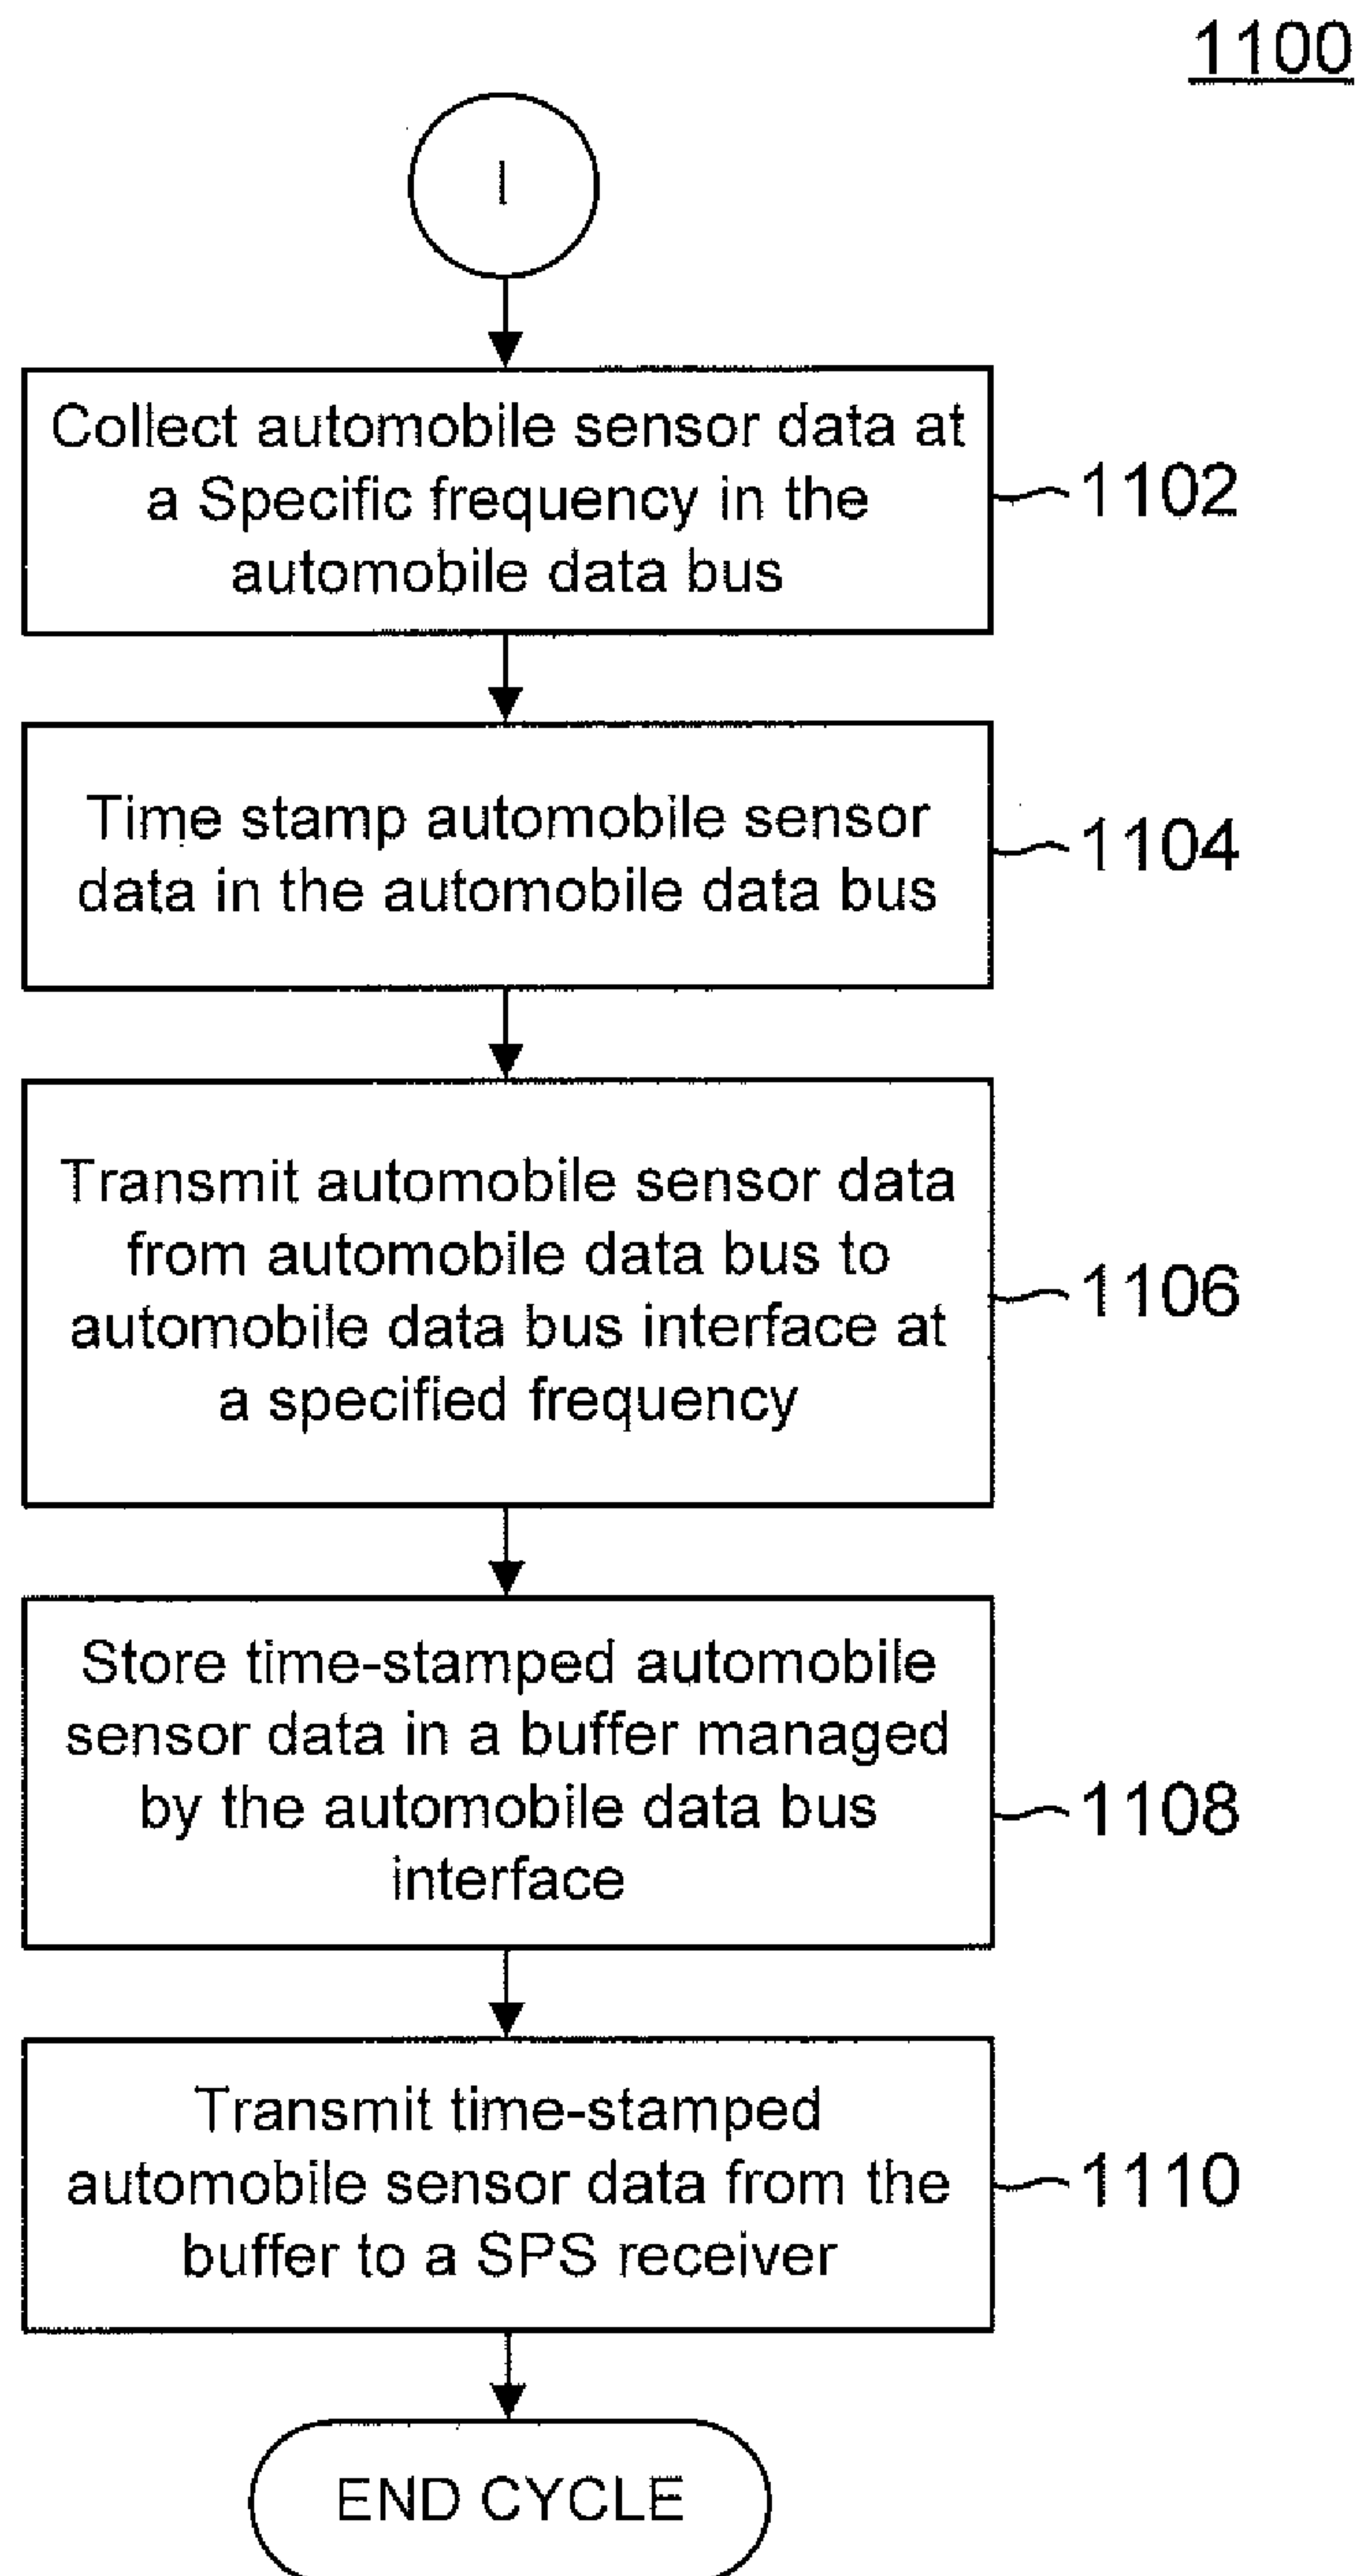 1100
I
Collect automobile sensor data at
a Specific frequency in the
automobile data bus
1102
Time stamp automobile sensor
data in the automobile data bus
1104
Transmit automobile sensor data
from automobile data bus to
automobile data bus interface at
a specified frequency
1106
Store time-stamped automobile
sensor data in a buffer managed
by the automobile data bus
interface
1108
Transmit time-stamped
automobile sensor data from the
buffer to a SPS receiver
1110
END CYCLE